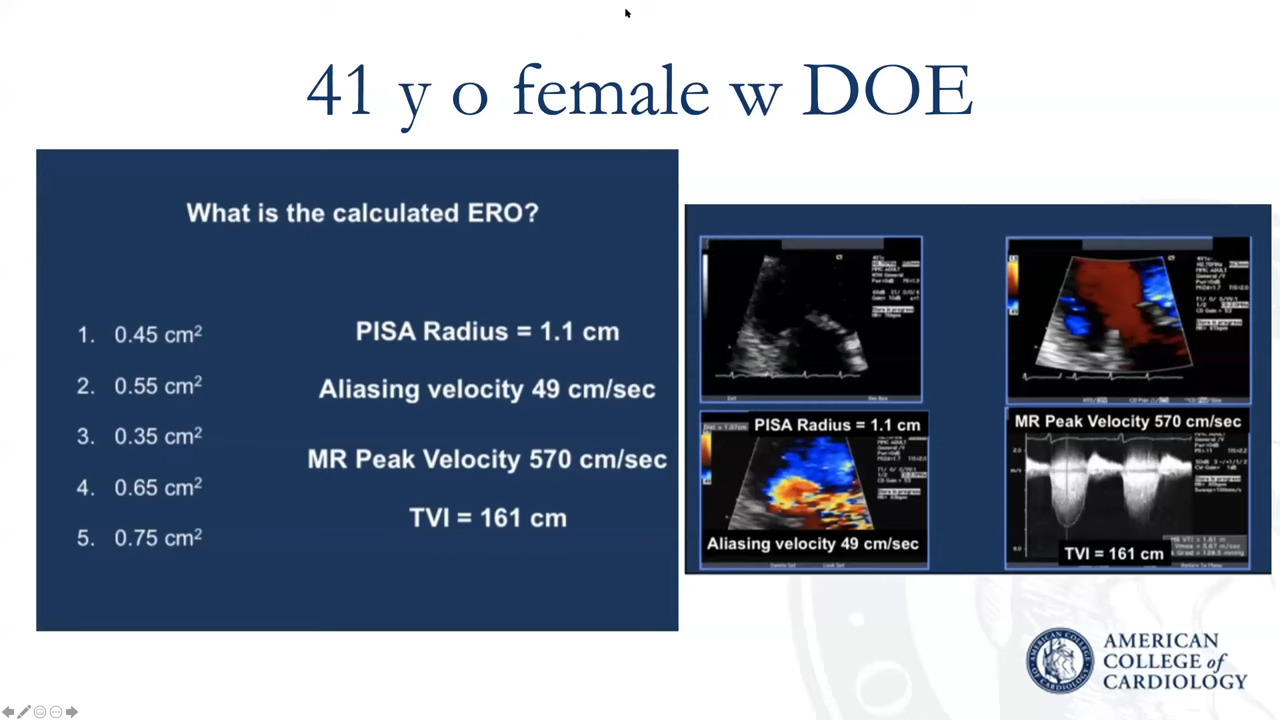 41 y o female w DOE
What is the calculated ERO?
1. 0.45 cm²
2. 0.55 cm²
3. 0.35 cm²
4. 0.65 cm²
5. 0.75 cm²
PISA Radius = 1.1 cm
Aliasing velocity 49 cm/sec
MR Peak Velocity 570 cm/sec
TVI = 161 cm
PISA Radius = 1.1 cm
Aliasing velocity 49 cm/sec
MR Peak Velocity 570 cm/sec
TVI = 161 cm
AMERICAN
COLLEGE of
CARDIOLOGY